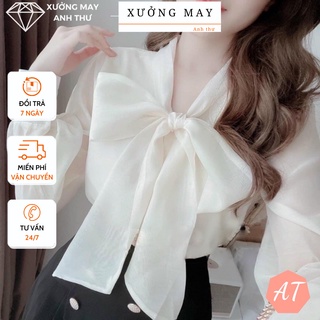 XƯỞNG MAY
ANH THƯ
XƯỞNG MAY
Anh thư
ĐỔI TRẢ
7 NGÀY
MIẾN PHÍ
VẬN CHUYỂN
TƯ VẤN
24/7
AT